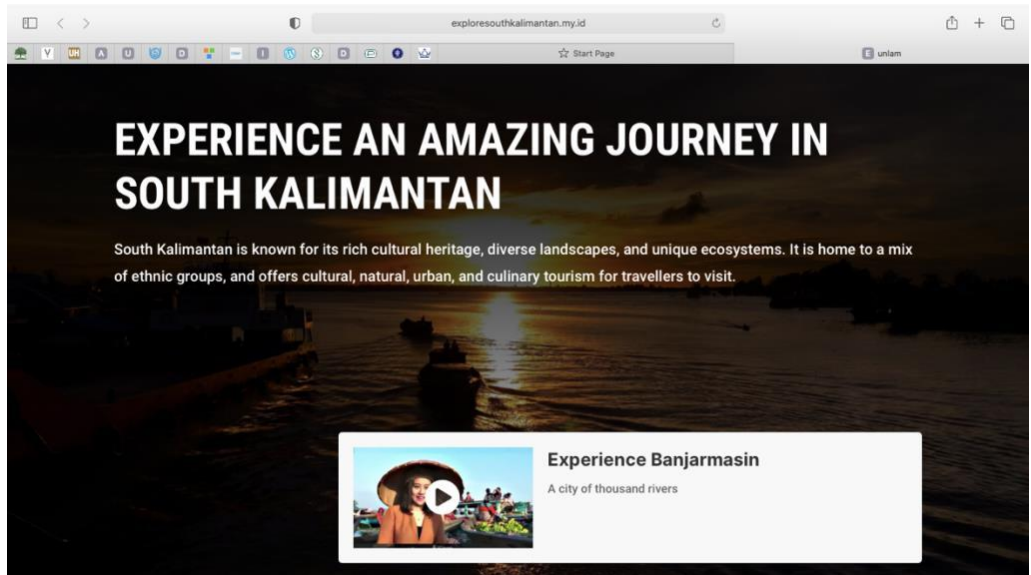 exploresouthkalimantan.my.id
Y UH A U D I D
Start Page
E unlam
EXPERIENCE AN AMAZING JOURNEY IN
SOUTH KALIMANTAN
South Kalimantan is known for its rich cultural heritage, diverse landscapes, and unique ecosystems. It is home to a mix
of ethnic groups, and offers cultural, natural, urban, and culinary tourism for travellers to visit.
Experience Banjarmasin
A city of thousand rivers